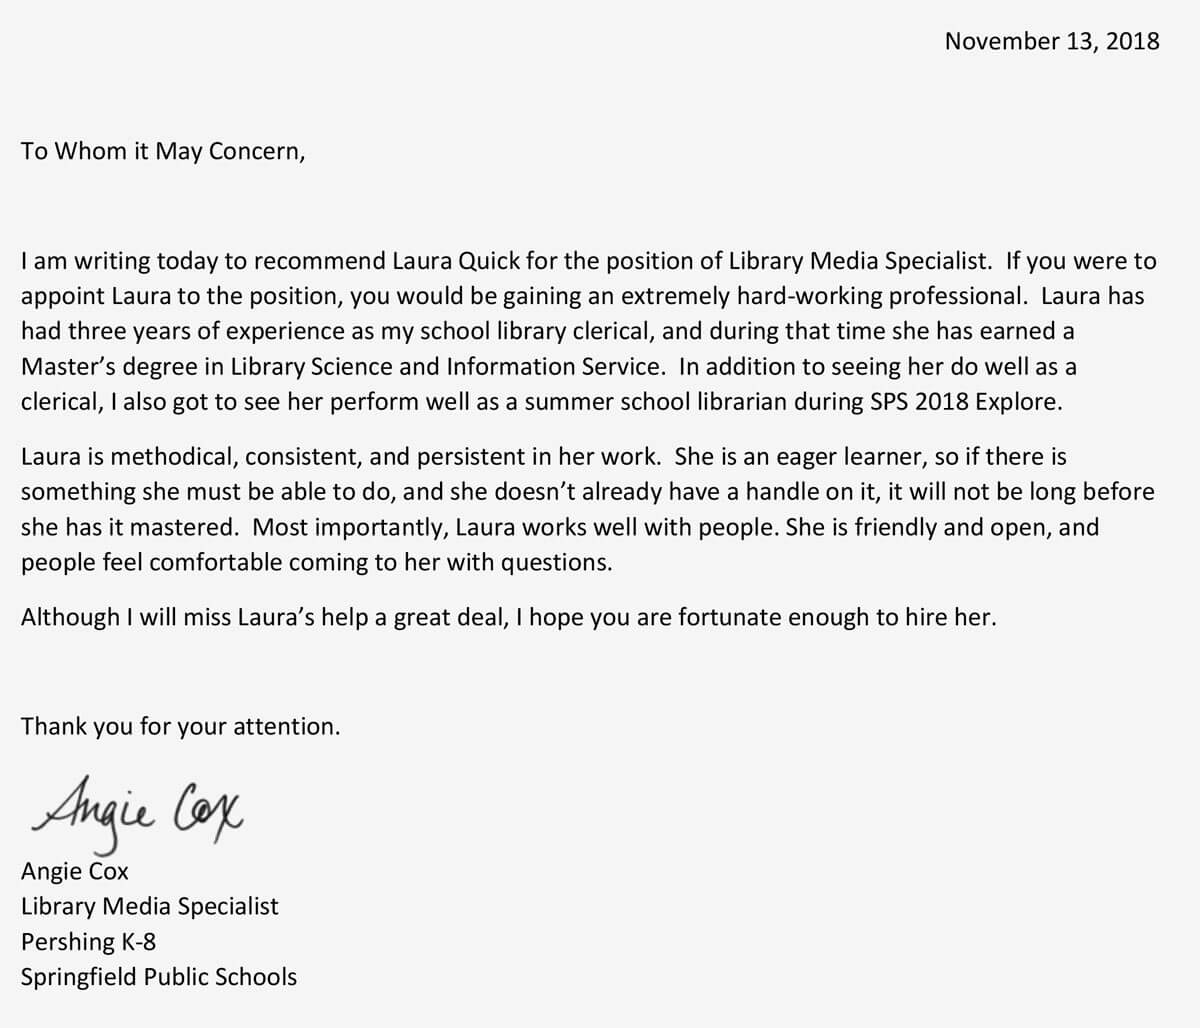 November 13, 2018
To Whom it May Concern,
I am writing today to recommend Laura Quick for the position of Library Media Specialist.  If you were to
appoint Laura to the position, you would be gaining an extremely hard-working professional.  Laura has
had three years of experience as my school library clerical, and during that time she has earned a
Master’s degree in Library Science and Information Service.  In addition to seeing her do well as a
clerical, I also got to see her perform well as a summer school librarian during SPS 2018 Explore.
Laura is methodical, consistent, and persistent in her work.  She is an eager learner, so if there is
something she must be able to do, and she doesn’t already have a handle on it, it will not be long before
she has it mastered.  Most importantly, Laura works well with people. She is friendly and open, and
people feel comfortable coming to her with questions.
Although I will miss Laura’s help a great deal, I hope you are fortunate enough to hire her.
Thank you for your attention.
Angie Cox
Angie Cox
Library Media Specialist
Pershing K-8
Springfield Public Schools